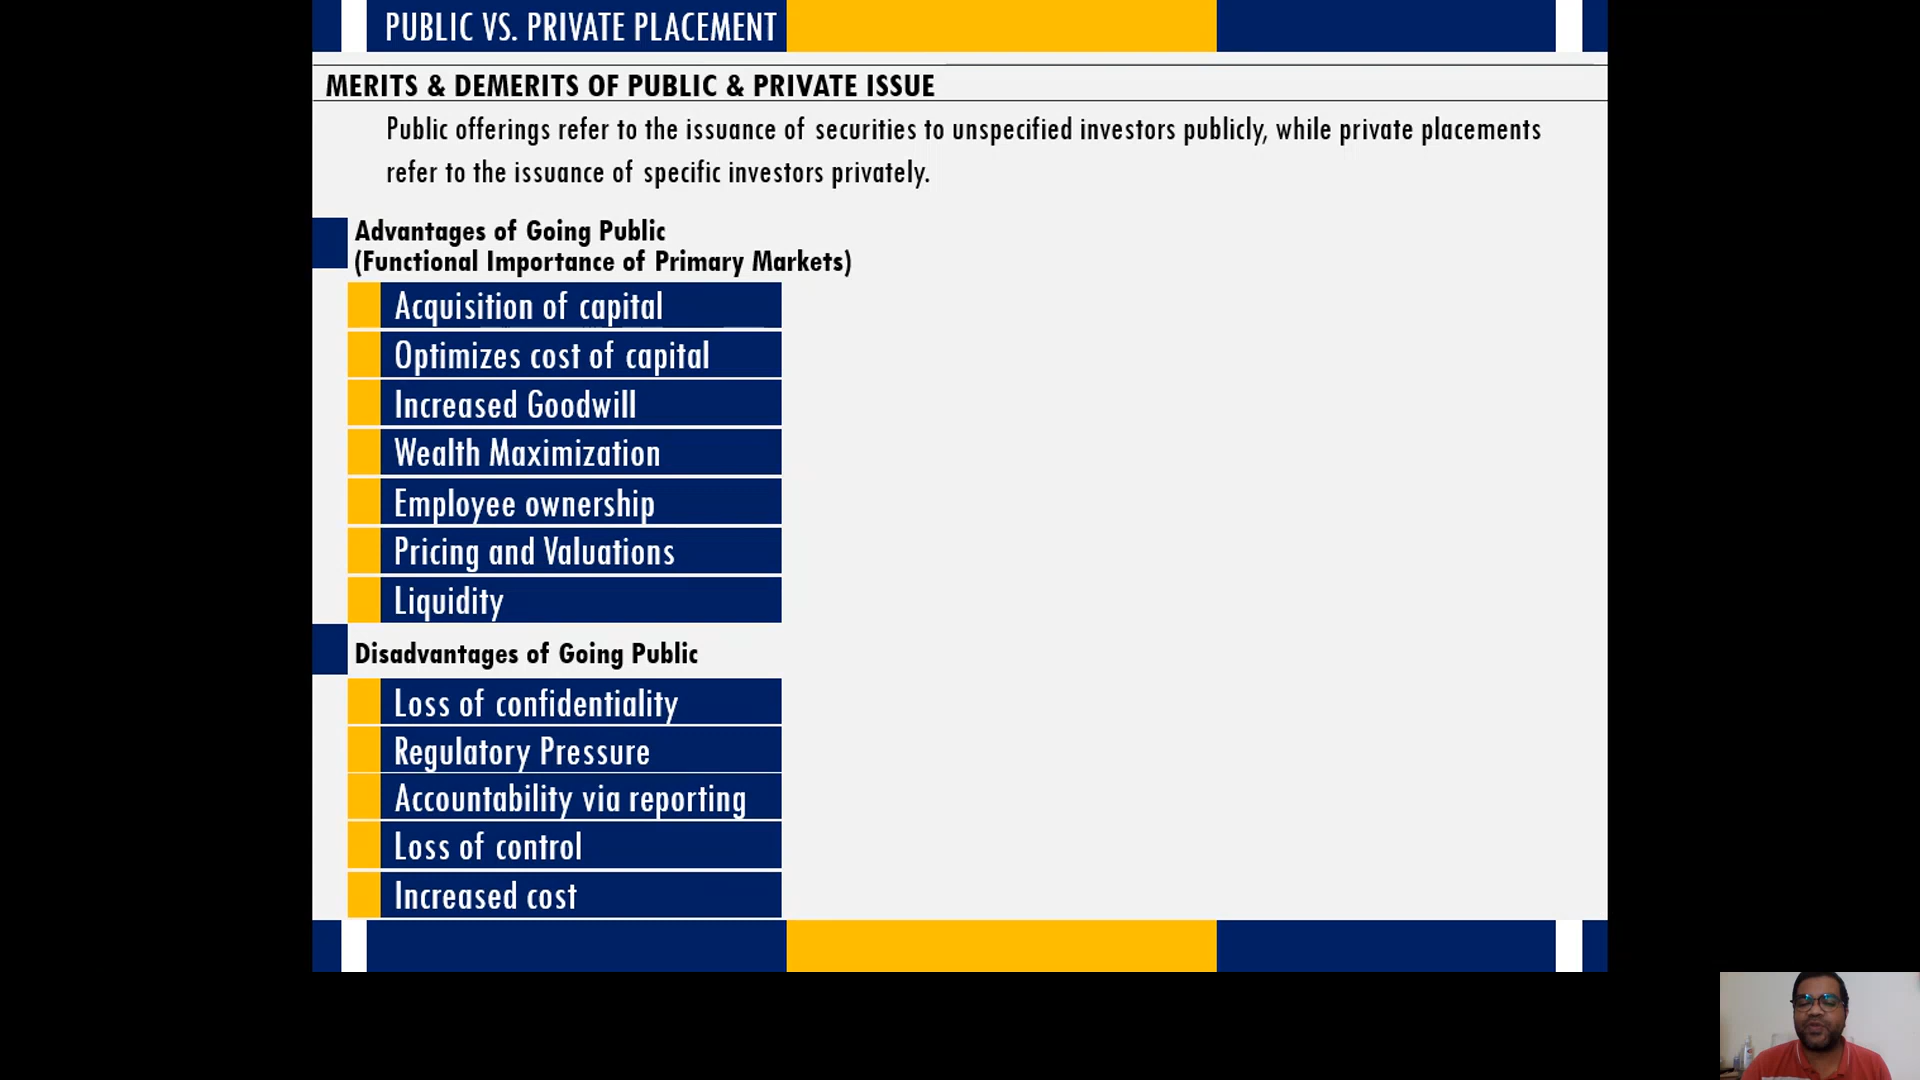 PUBLIC VS. PRIVATE PLACEMENT
MERITS & DEMERITS OF PUBLIC & PRIVATE ISSUE
Public offerings refer to the issuance of securities to unspecified investors publicly, while private placements
refer to the issuance of specific investors privately.
Advantages of Going Public
(Functional Importance of Primary Markets)
Acquisition of capital
Optimizes cost of capital
Increased Goodwill
Wealth Maximization
Employee ownership
Pricing and Valuations
Liquidity
Disadvantages of Going Public
Loss of confidentiality
Regulatory Pressure
Accountability via reporting
Loss of control
Increased cost